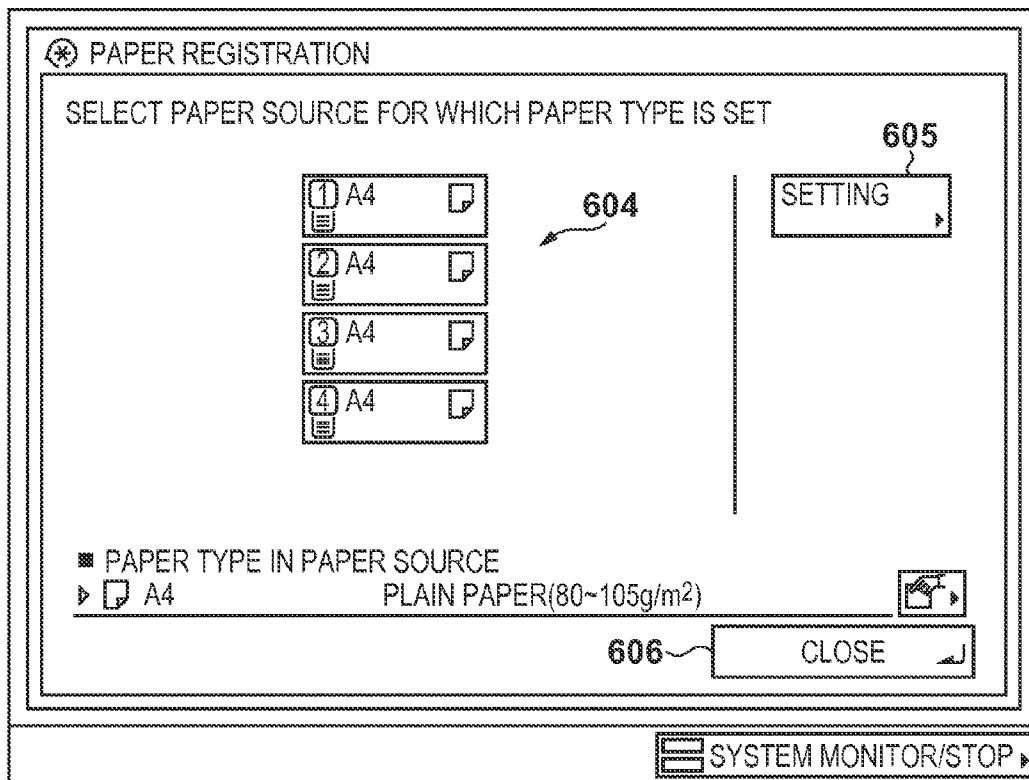 PAPER REGISTRATION
SELECT PAPER SOURCE FOR WHICH PAPER TYPE IS SET
605
SETTING
604
1 A4
2 A4
3 A4
4 A4
PAPER TYPE IN PAPER SOURCE
A4 PLAIN PAPER(80~105g/m2)
606 CLOSE
SYSTEM MONITOR/STOP